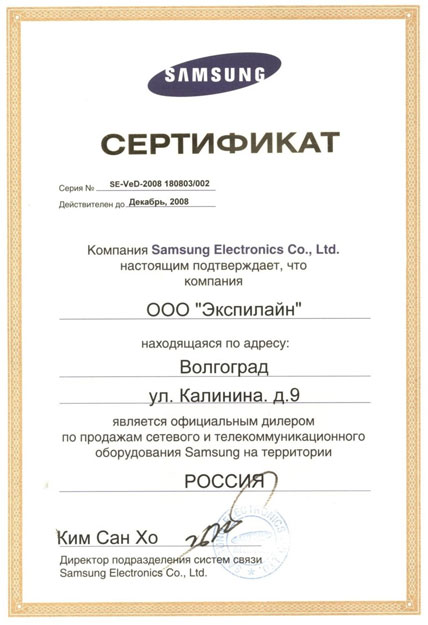 SAMSUNG
СЕРТИФИКАТ
Серия № SE-VeD-2008 180803/002
Действителен до Декабрь, 2008
Компания Samsung Electronics Co., Ltd.
настоящим подтверждает, что
компания
ООО "Экспилайн"
находящаяся по адресу:
Волгоград
ул. Калинина. д.9
является официальным дилером
по продажам сетевого и телекоммуникационного
оборудования Samsung на территории
РОССИЯ
Ким Сан Хо
Директор подразделения систем связи
Samsung Electronics Co., Ltd.